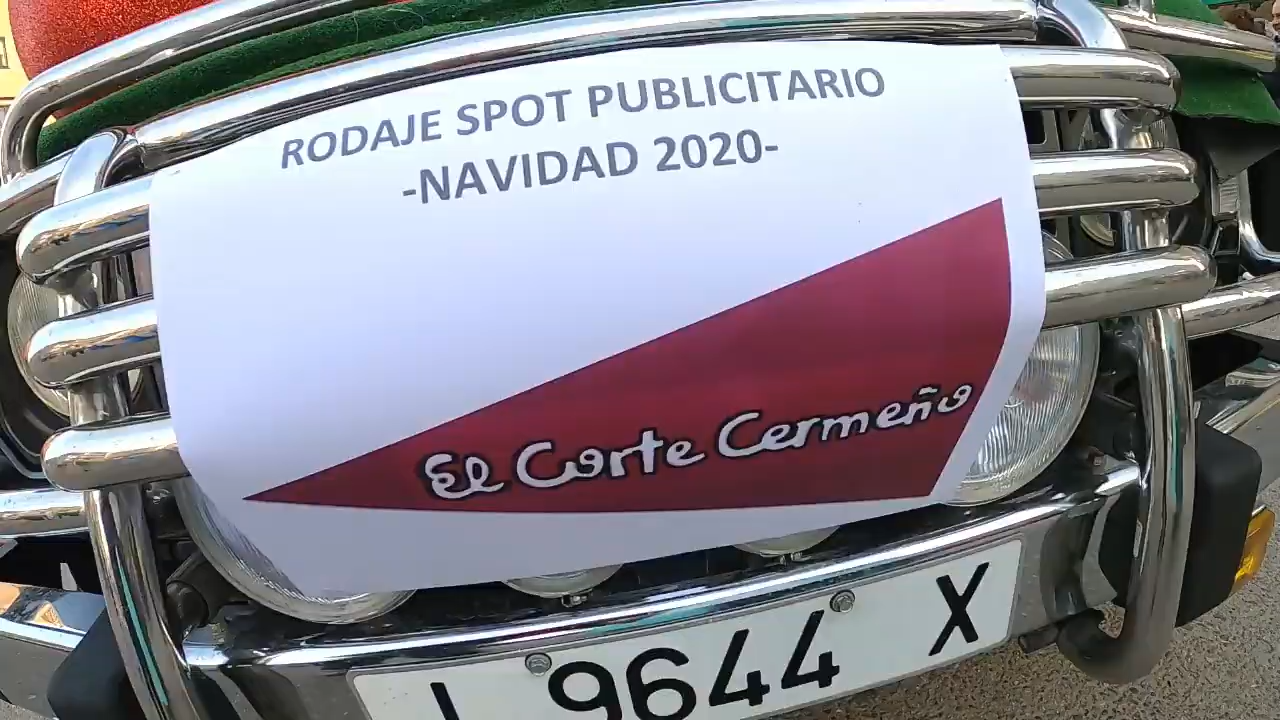 RODAJE SPOT PUBLICITARIO
-NAVIDAD 2020-
El Corte Cermeño
9644 X